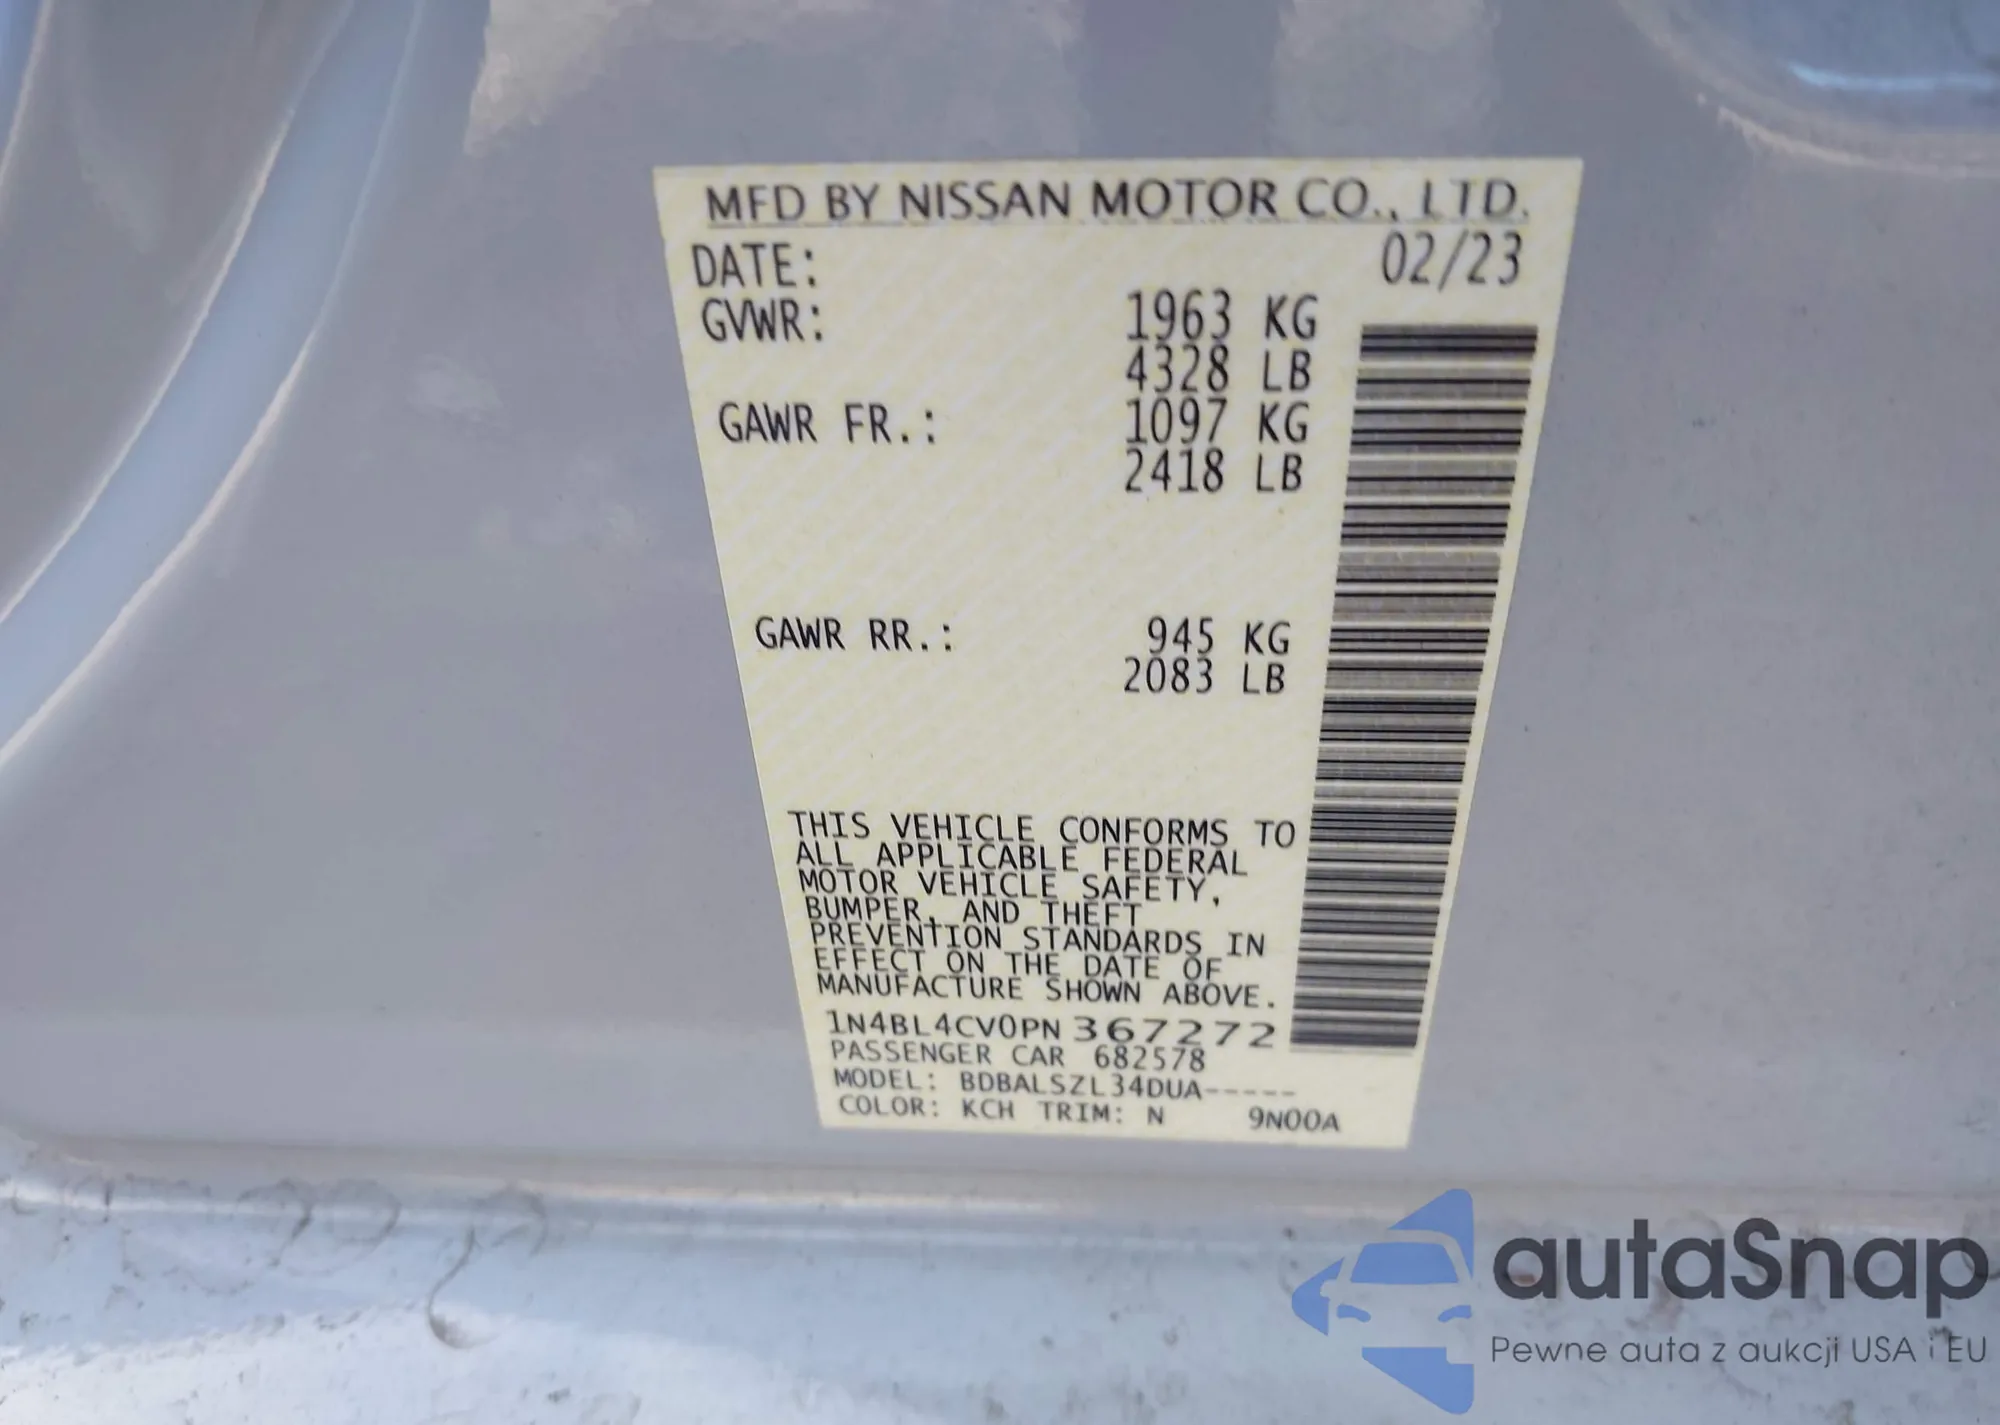 MFD BY NISSAN MOTOR CO., LTD.
DATE: 02/23
GVWR: 1963 KG
4328 LB
GAWR FR.: 1097 KG
2418 LB
GAWR RR.: 945 KG
2083 LB
THIS VEHICLE CONFORMS TO
ALL APPLICABLE FEDERAL
MOTOR VEHICLE SAFETY,
BUMPER, AND THEFT
PREVENTION STANDARDS IN
EFFECT ON THE DATE OF
MANUFACTURE SHOWN ABOVE.
1N4BL4CV0PN 367272
PASSENGER CAR 682578
MODEL: BDBALSZL34DUA-----
COLOR: KCH TRIM: N 9N00A
autaSnap
Pewne auta z aukcji USA i EU